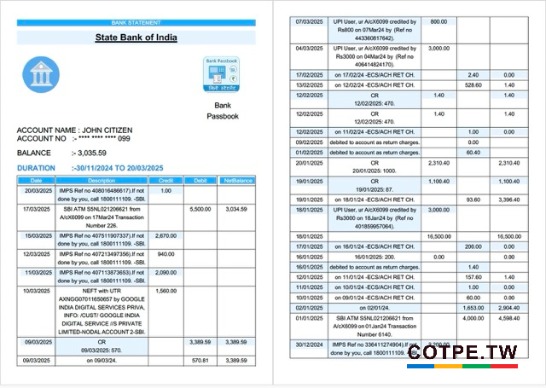 BANK STATEMENT
State Bank of India
Bank
Passbook
ACCOUNT NAME : JOHN CITIZEN
ACCOUNT NO :- **** **** **** 099
BALANCE :- 3,035.59
DURATION :-30/11/2024 TO 20/03/2025
Date Description Credit Debit NetBalance
20/03/2025 IMPS Ref no 408016486617).If not 1.00
done by you, call 1800111109. -SBI.
17/03/2025 SBI ATM S5NL021206621 from 5,500.00 3,034.59
A/cX6099 on 17Mar24 Transaction
Number 226.
15/03/2025 IMPS Ref no 407511907337).If not 2,670.00
done by you, call 1800111109. -SBI.
12/03/2025 IMPS Ref no 407213497356).If not 940.00
done by you, call 1800111109. -SBI.
11/03/2025 IMPS Ref no 407113873653).If not 2,090.00
done by you, call 1800111109. -SBI.
10/03/2025 NEFT with UTR 1,560.00
AXNGG07011650657 by GOOGLE
INDIA DIGITAL SERVICES PRIVA,
INFO: /CUST/ GOOGLE INDIA
DIGITAL SERVICE IS PRIVATE
LIMITED-NODAL ACCOUNT 2-SBI.
09/03/2025 CR 3,389.59 3,389.59
09/03/2025: 570.
09/03/2025 on 09/03/24. 570.81 3,389.59
07/03/2025 UPI User, ur A/cX6099 credited by 800.00
Rs800 on 07Mar24 by (Ref no
443360817642).
04/03/2025 UPI User, ur A/cX6099 credited by 3,000.00
Rs3000 on 04Mar24 by (Ref no
406414824170).
17/02/2025 on 17/02/24 -ECS/ACH RET CH. 2.40 0.00
13/02/2025 on 12/02/24 -ECS/ACH RET CH. 528.60 1.40
12/02/2025 CR 1.40 1.40
12/02/2025: 470.
12/02/2025 CR 1.40 1.40
12/02/2025: 470.
12/02/2025 on 11/02/24 -ECS/ACH RET CH. 1.00 0.00
09/02/2025 debited to account as return charges. 0.00
01/02/2025 debited to account as return charges. 60.40
20/01/2025 CR 2,310.40 2,310.40
20/01/2025: 1000.
19/01/2025 CR 1,100.40 1,100.40
19/01/2025: 87.
19/01/2025 on 18/01/24 -ECS/ACH RET CH. 93.60 3,396.40
18/01/2025 UPI User, ur A/cX6099 credited by 3,000.00
Rs3000 on 18Jan24 by (Ref no
401859957064).
18/01/2025 16,500.00 16,500.00
17/01/2025 on 16/01/24 -ECS/ACH RET CH. 206.00 0.00
16/01/2025 16/01/2025: 200. 0.00 0.00
16/01/2025 debited to account as return charges. 1.40
12/01/2025 on 11/01/24 -ECS/ACH RET CH. 157.60 1.40
11/01/2025 on 10/01/24 -ECS/ACH RET CH. 1.00 0.00
10/01/2025 on 09/01/24 -ECS/ACH RET CH. 60.00 0.00
02/01/2025 on 02/01/24. 1,653.00 2,904.40
01/01/2025 SBI ATM S5NL021206621 from 4,000.00 4,598.40
A/cX6099 on 01Jan24 Transaction
Number 6140.
30/12/2024 IMPS Ref no 336411274904).If not
done by you, call 1800111109. -SBI.
COTPE.TW